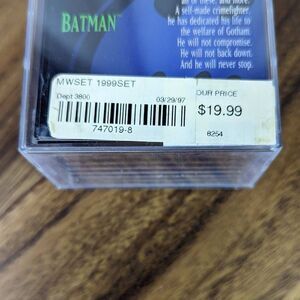 all of these, and more.
A self-made crimefighter,
he has dedicated his life to
the welfare of Gotham.
He will not compromise.
He will not back down.
And he will never stop.
BATMAN™
MWSET 1999SET
Dept 3800
03/29/97
747019-8
OUR PRICE
$19.99
8254